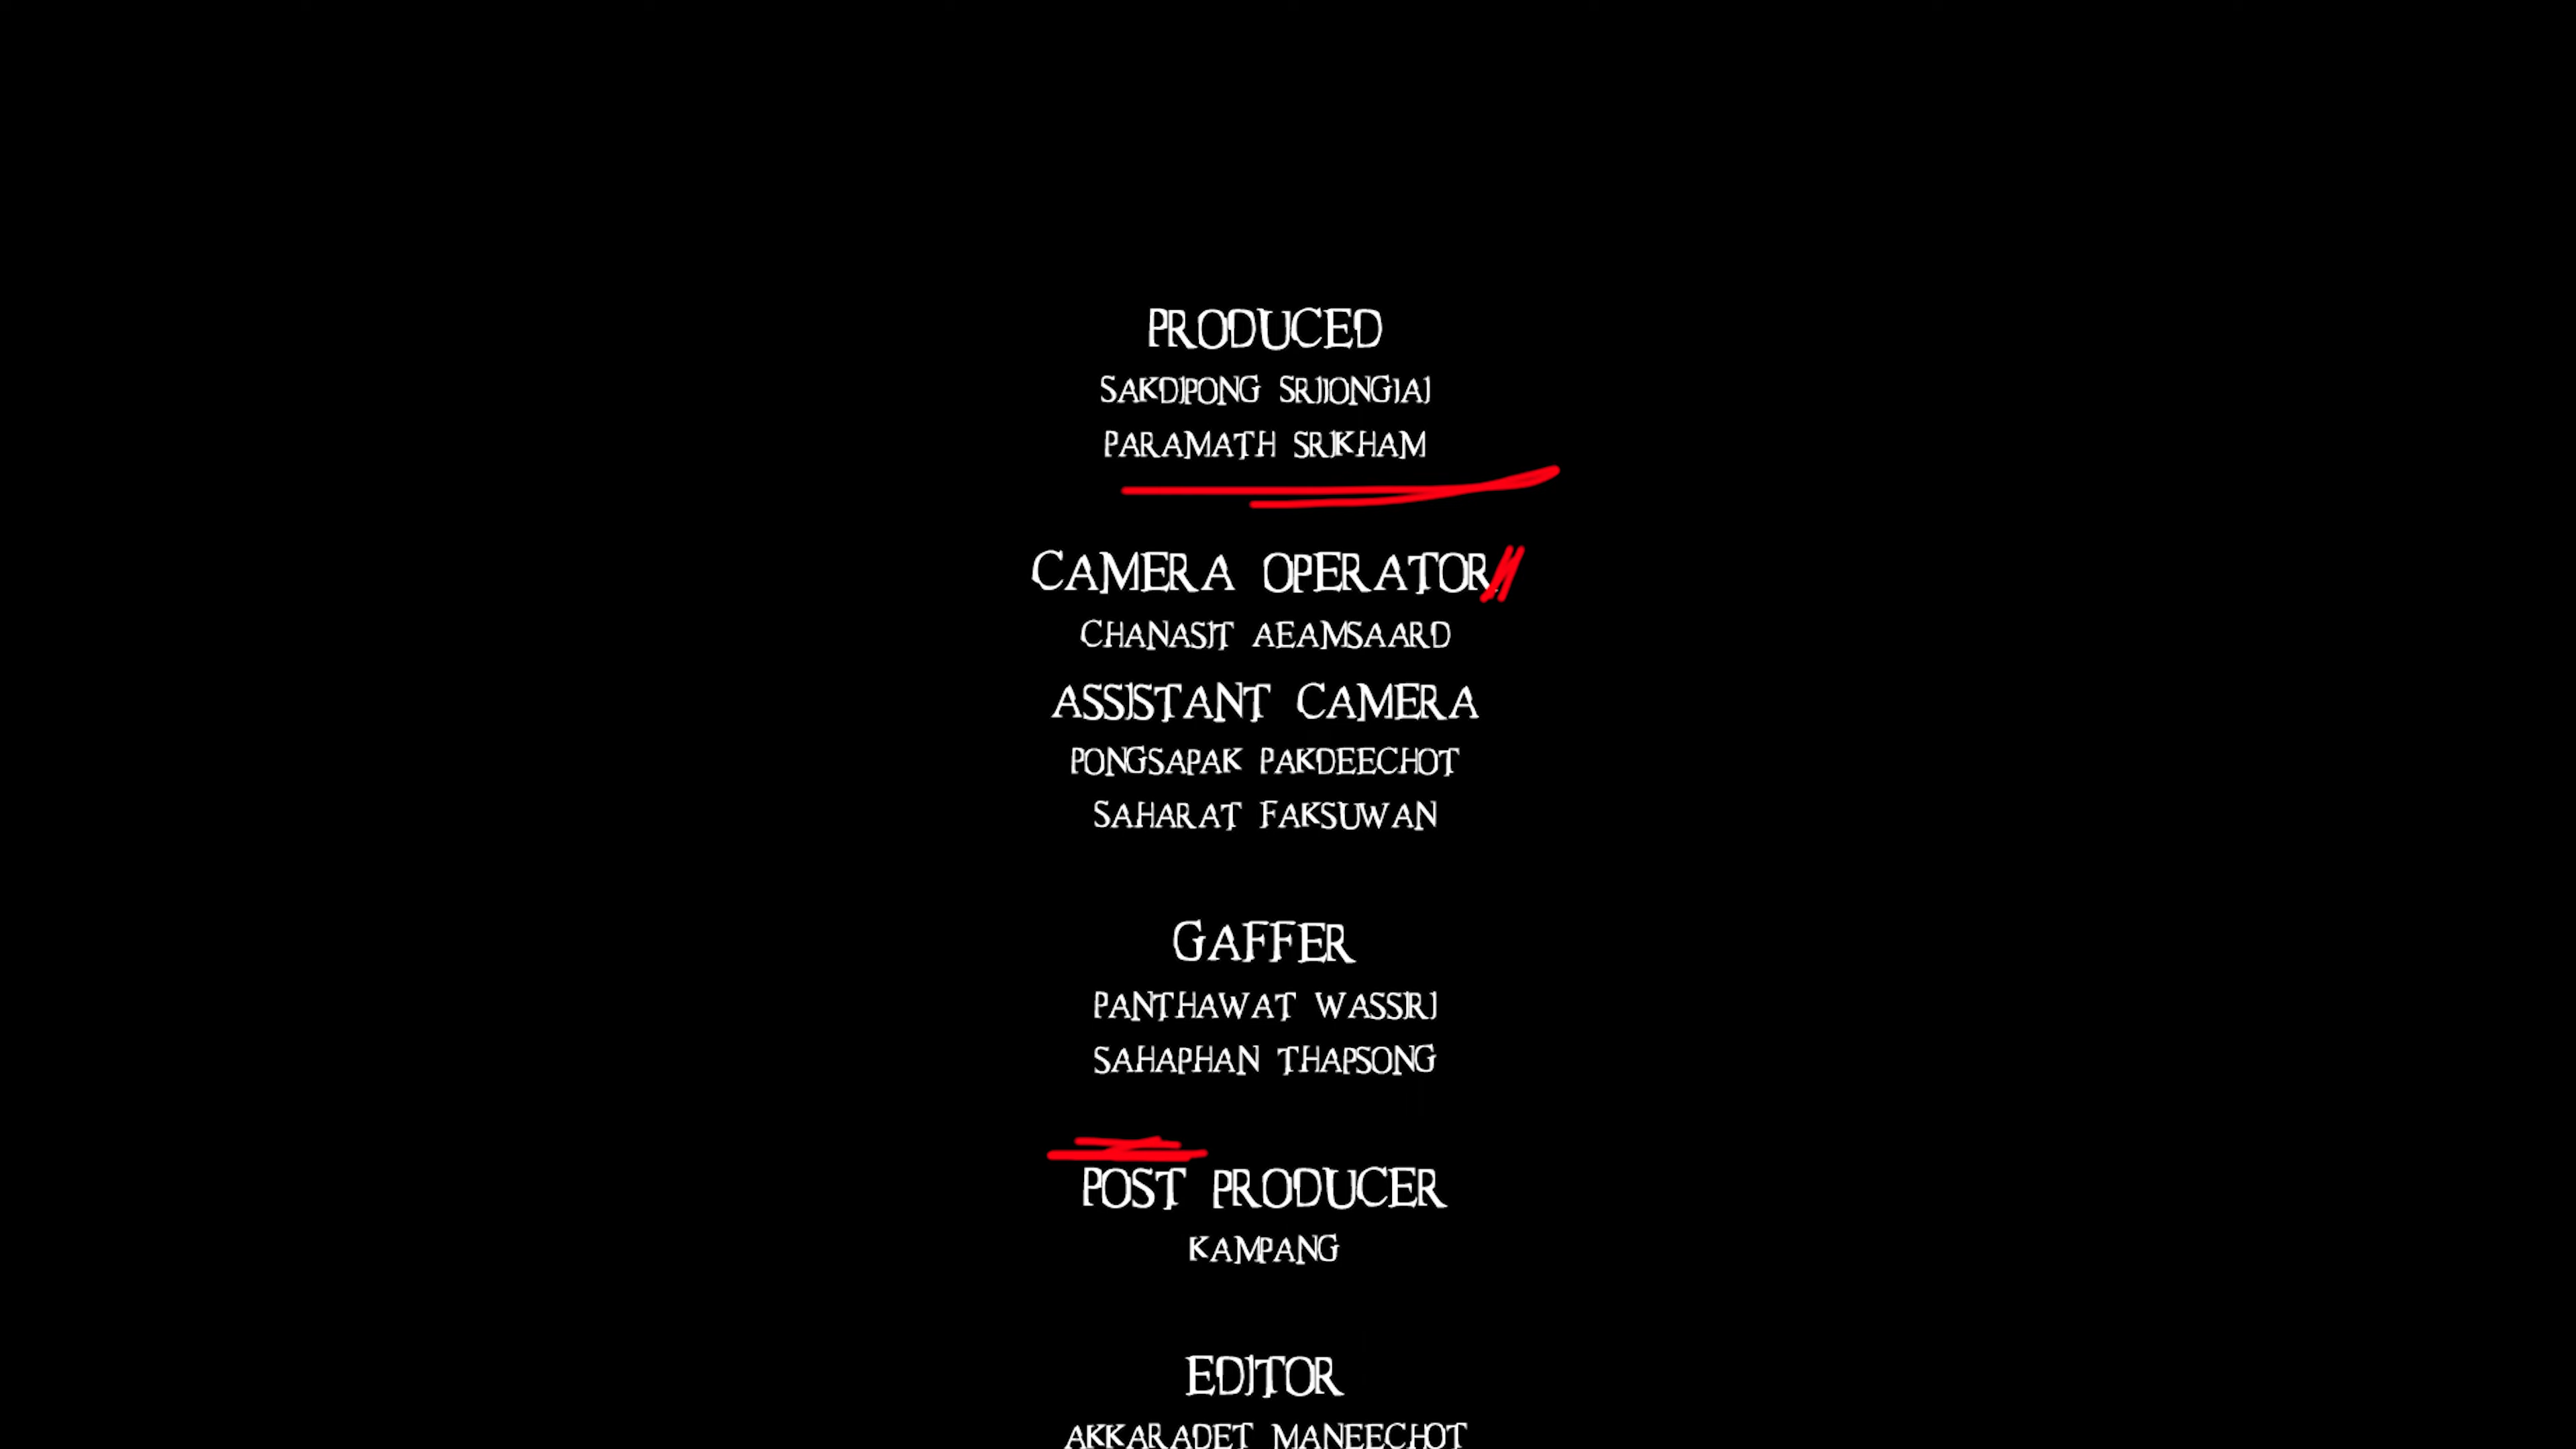 PRODUCED
SAKDIPONG SRIJONGJAI
PARAMATH SRIKHAM
CAMERA OPERATOR
CHANASIT AEAMSAARD
ASSISTANT CAMERA
PONGSAPAK PAKDEECHOT
SAHARAT FAKSUWAN
GAFFER
PANTHAWAT WASSIRI
SAHAPHAN THAPSONG
POST PRODUCER
KAMPANG
EDITOR
AKKARADET MANEECHOT